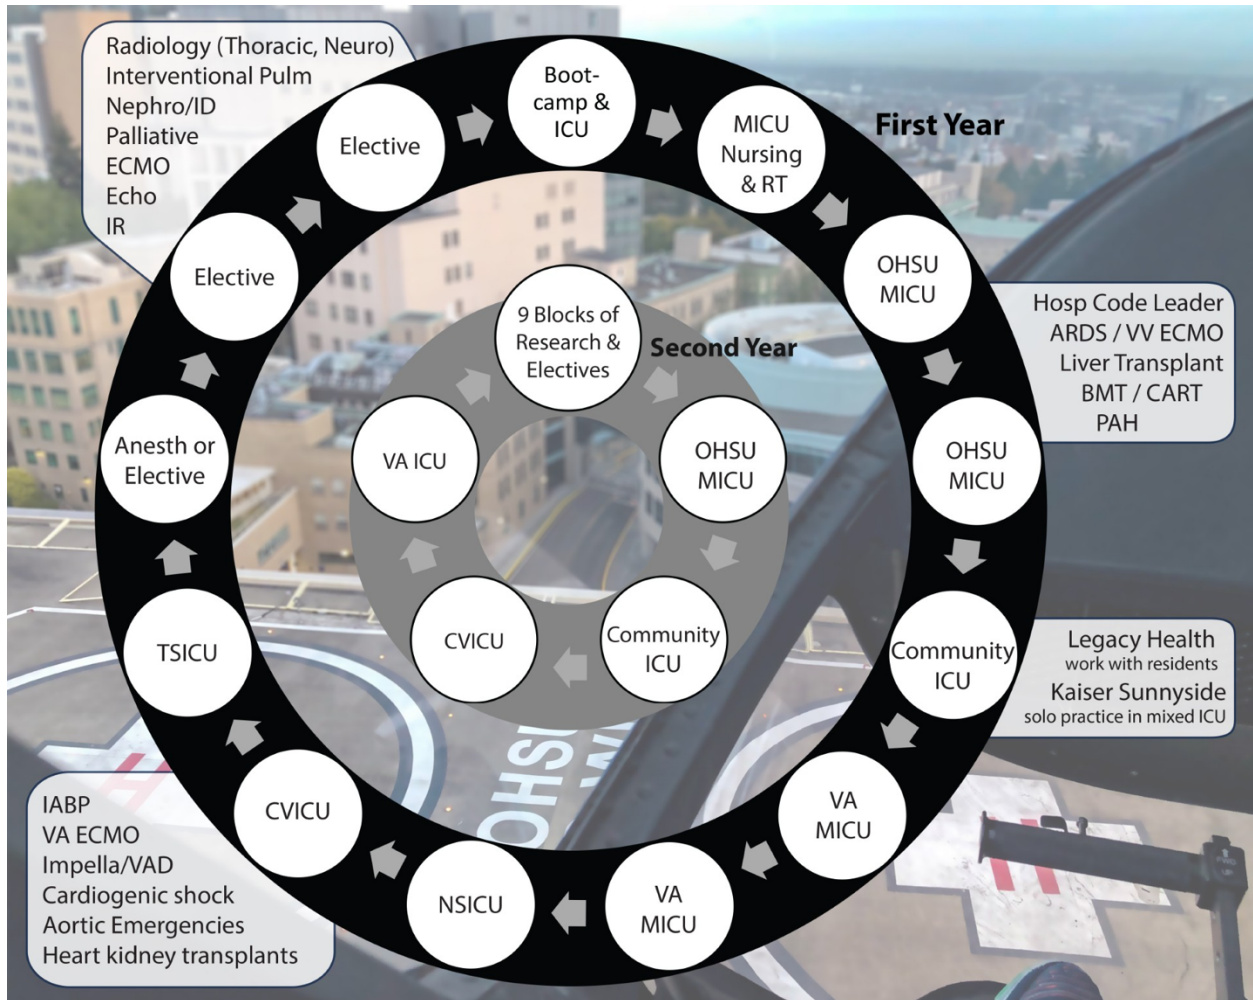 Radiology (Thoracic, Neuro)
Interventional Pulm
Nephro/ID
Palliative
ECMO
Echo
IR
First Year
Boot-
camp &
ICU
MICU
Nursing
& RT
OHSU
MICU
Hosp Code Leader
ARDS / VV ECMO
Liver Transplant
BMT / CART
PAH
OHSU
MICU
Community
ICU
Legacy Health
work with residents
Kaiser Sunnyside
solo practice in mixed ICU
VA
MICU
VA
MICU
NSICU
CVICU
IABP
VA ECMO
Impella/VAD
Cardiogenic shock
Aortic Emergencies
Heart kidney transplants
TSICU
Anesth or
Elective
Elective
Elective
Second Year
9 Blocks of
Research &
Electives
OHSU
MICU
Community
ICU
CVICU
VA ICU
OHSU
H